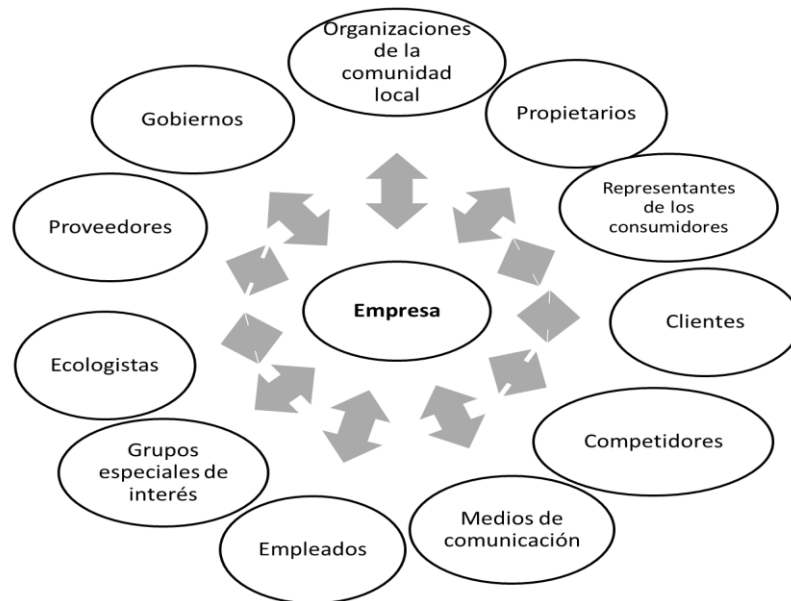 Organizaciones
de la
comunidad
local
Gobiernos
Propietarios
Representantes
de los
consumidores
Proveedores
Empresa
Clientes
Ecologistas
Competidores
Grupos
especiales de
interés
Medios de
comunicación
Empleados